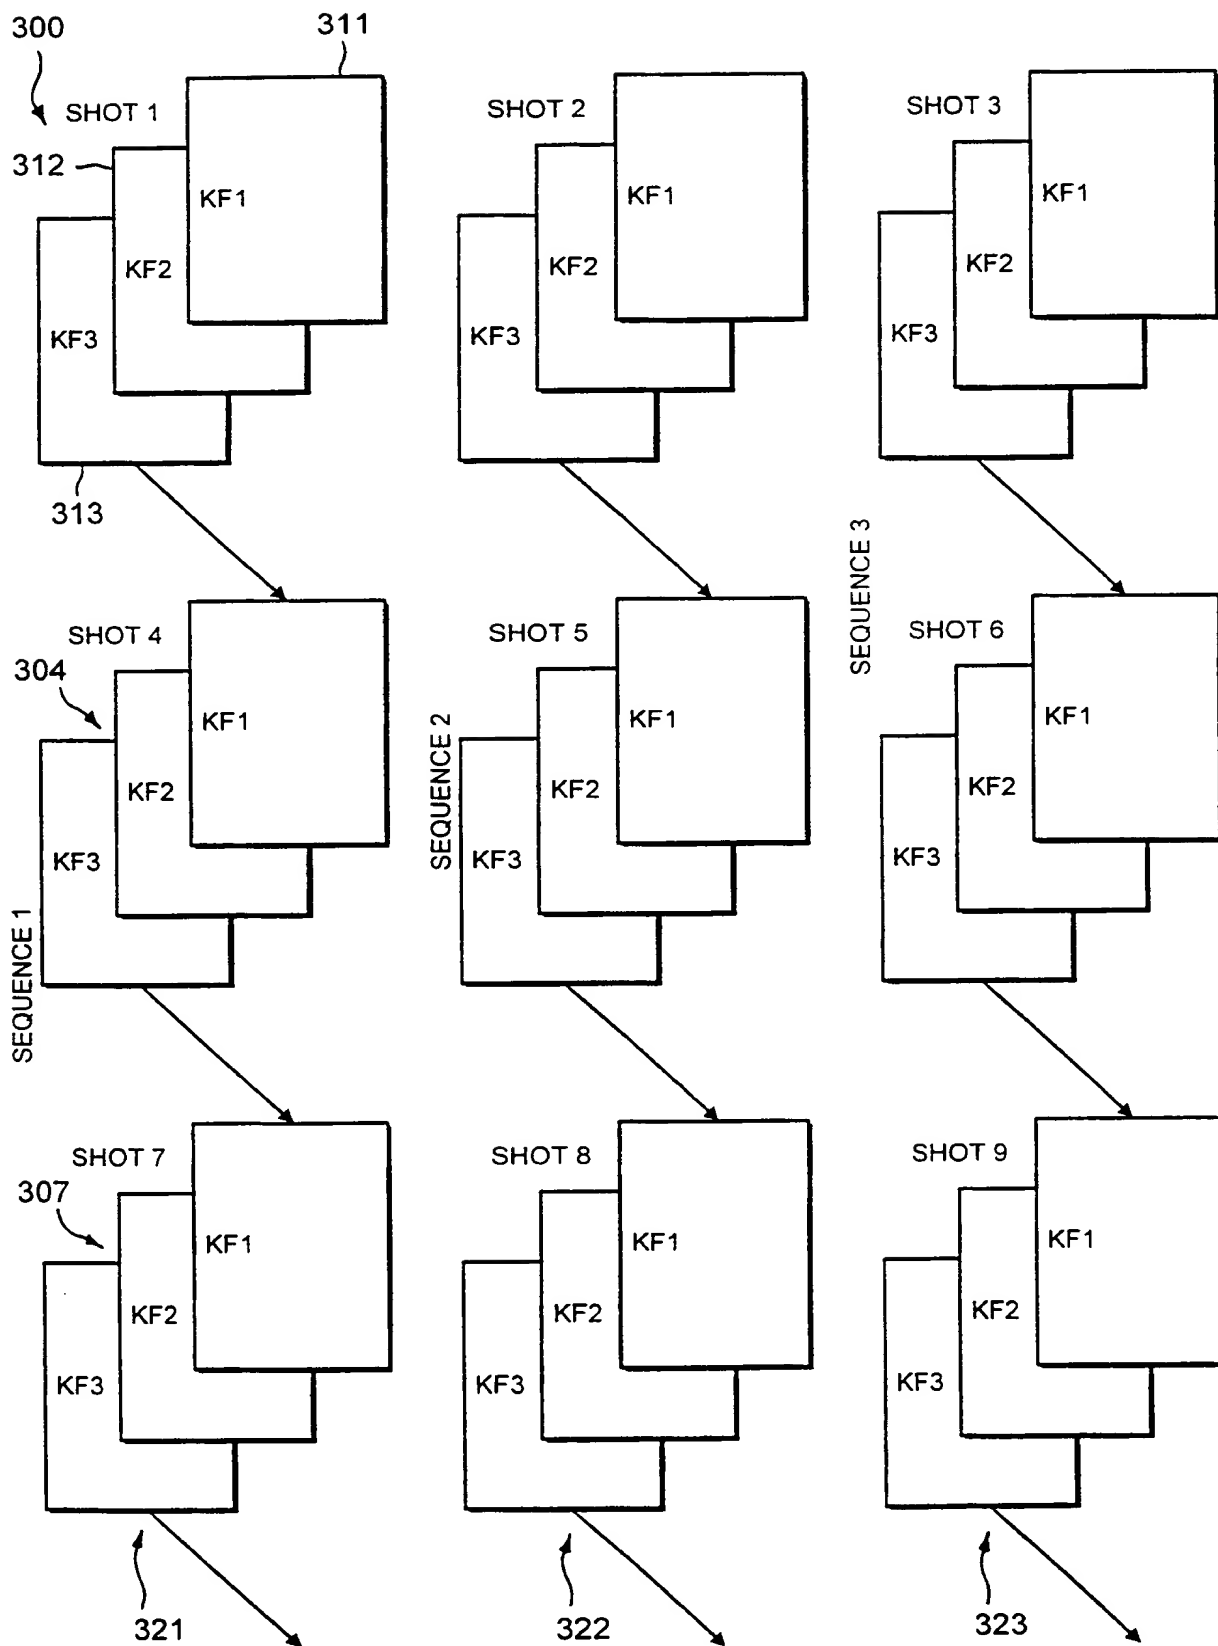 300
311
SHOT 1
SHOT 2
SHOT 3
312
KF1
KF1
KF1
KF2
KF2
KF2
KF3
KF3
KF3
313
SEQUENCE 3
SHOT 4
SHOT 5
SHOT 6
304
KF1
KF1
KF1
SEQUENCE 2
KF2
KF2
KF2
KF3
KF3
KF3
SEQUENCE 1
SHOT 7
SHOT 8
SHOT 9
307
KF1
KF1
KF1
KF2
KF2
KF2
KF3
KF3
KF3
321
322
323